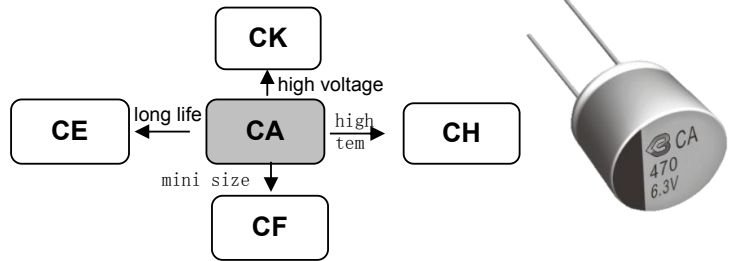 CK
high voltage
CE
long life
CA
high
tem
CH
mini size
CF
CA
470
6.3V